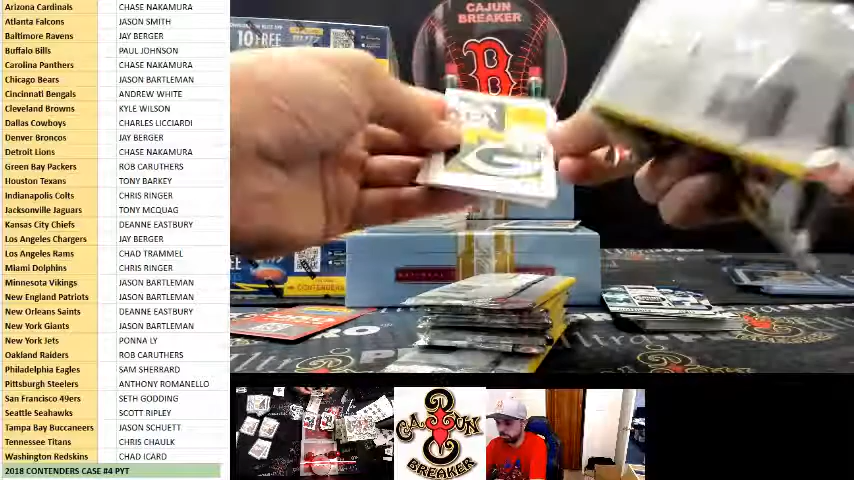 Arizona Cardinals CHASE NAKAMURA
Atlanta Falcons JASON SMITH
Baltimore Ravens JAY BERGER
Buffalo Bills PAUL JOHNSON
Carolina Panthers CHASE NAKAMURA
Chicago Bears JASON BARTLEMAN
Cincinnati Bengals ANDREW WHITE
Cleveland Browns KYLE WILSON
Dallas Cowboys CHARLES LICCIARDI
Denver Broncos JAY BERGER
Detroit Lions CHASE NAKAMURA
Green Bay Packers ROB CARUTHERS
Houston Texans TONY BARKEY
Indianapolis Colts CHRIS RINGER
Jacksonville Jaguars TONY MCQUAG
Kansas City Chiefs DEANNE EASTBURY
Los Angeles Chargers JAY BERGER
Los Angeles Rams CHAD TRAMMEL
Miami Dolphins CHRIS RINGER
Minnesota Vikings JASON BARTLEMAN
New England Patriots JASON BARTLEMAN
New Orleans Saints DEANNE EASTBURY
New York Giants JASON BARTLEMAN
New York Jets PONNA LY
Oakland Raiders ROB CARUTHERS
Philadelphia Eagles SAM SHERRARD
Pittsburgh Steelers ANTHONY ROMANELLO
San Francisco 49ers SETH GODDING
Seattle Seahawks SCOTT RIPLEY
Tampa Bay Buccaneers JASON SCHUETT
Tennessee Titans CHRIS CHAULK
Washington Redskins CHAD ICARD
2018 CONTENDERS CASE #4 PYT
CAJUN
BREAKER
B
10 FREE
G
CAJUN
BREAKER